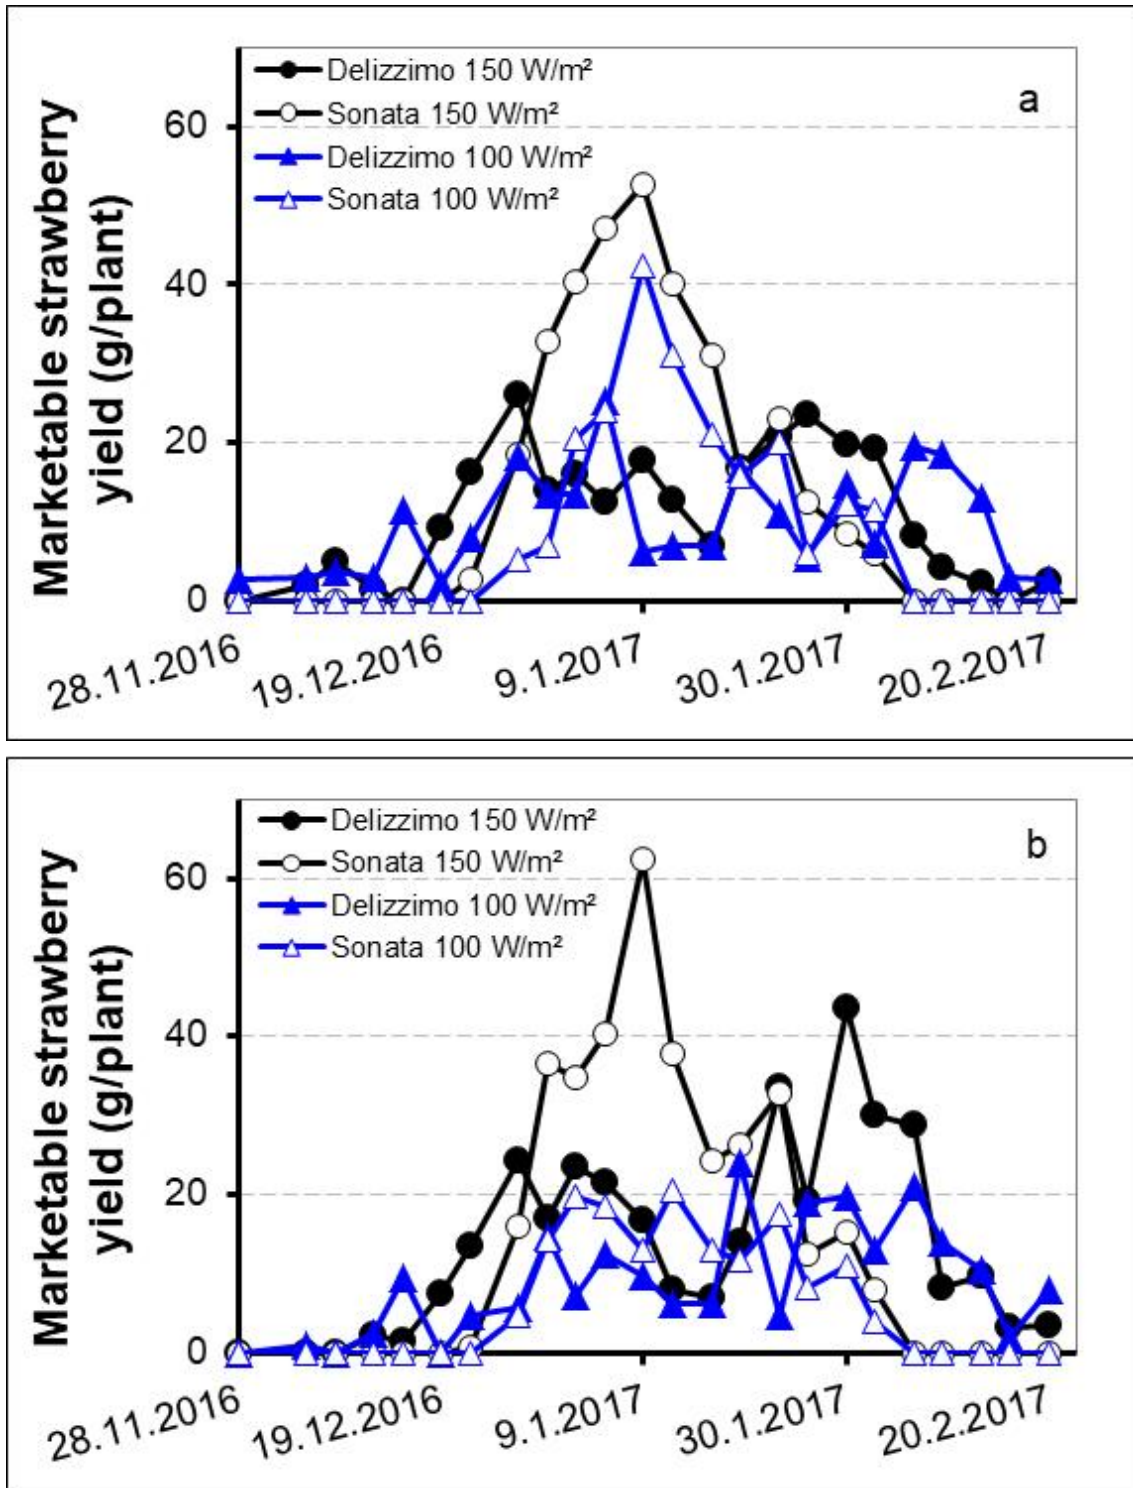 Delizzimo 150 W/m²
Sonata 150 W/m²
Delizzimo 100 W/m²
Sonata 100 W/m²
a
Marketable strawberry
yield (g/plant)
60
40
20
0
28.11.2016
19.12.2016
9.1.2017
30.1.2017
20.2.2017
Delizzimo 150 W/m²
Sonata 150 W/m²
Delizzimo 100 W/m²
Sonata 100 W/m²
b
Marketable strawberry
yield (g/plant)
60
40
20
0
28.11.2016
19.12.2016
9.1.2017
30.1.2017
20.2.2017